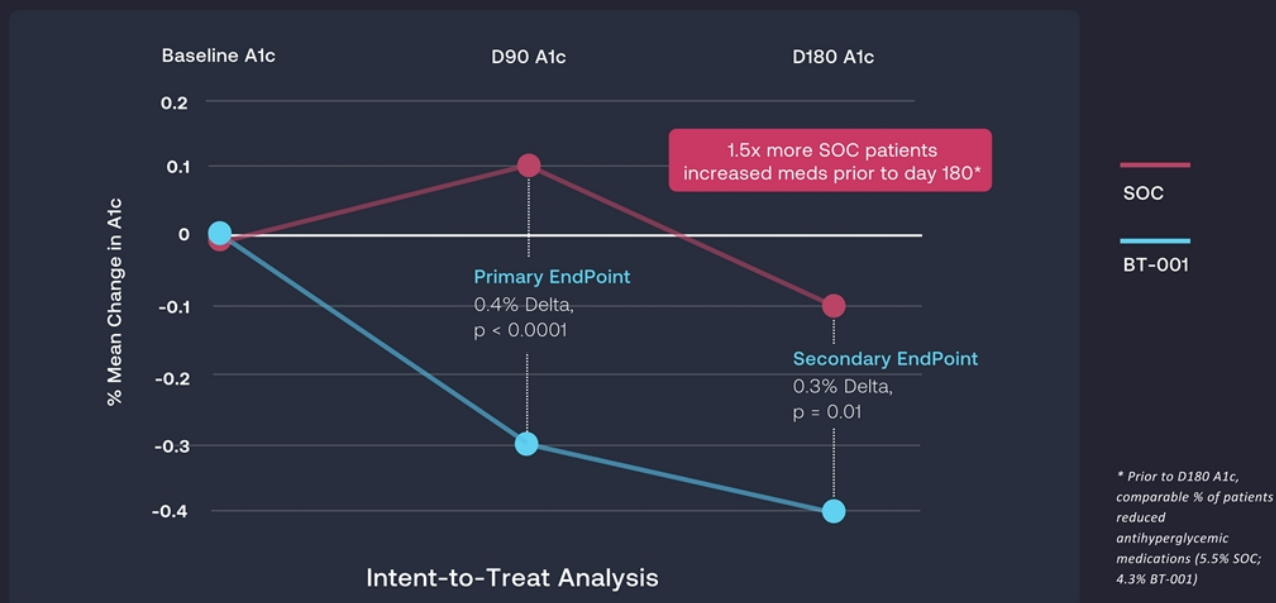 Baseline A1c
D90 A1c
D180 A1c
0.2
0.1
0
-0.1
-0.2
-0.3
-0.4
% Mean Change in A1c
1.5x more SOC patients
increased meds prior to day 180*
Primary EndPoint
0.4% Delta,
p < 0.0001
Secondary EndPoint
0.3% Delta,
p = 0.01
Intent-to-Treat Analysis
SOC
BT-001
* Prior to D180 A1c,
comparable % of patients
reduced
antihyperglycemic
medications (5.5% SOC;
4.3% BT-001)